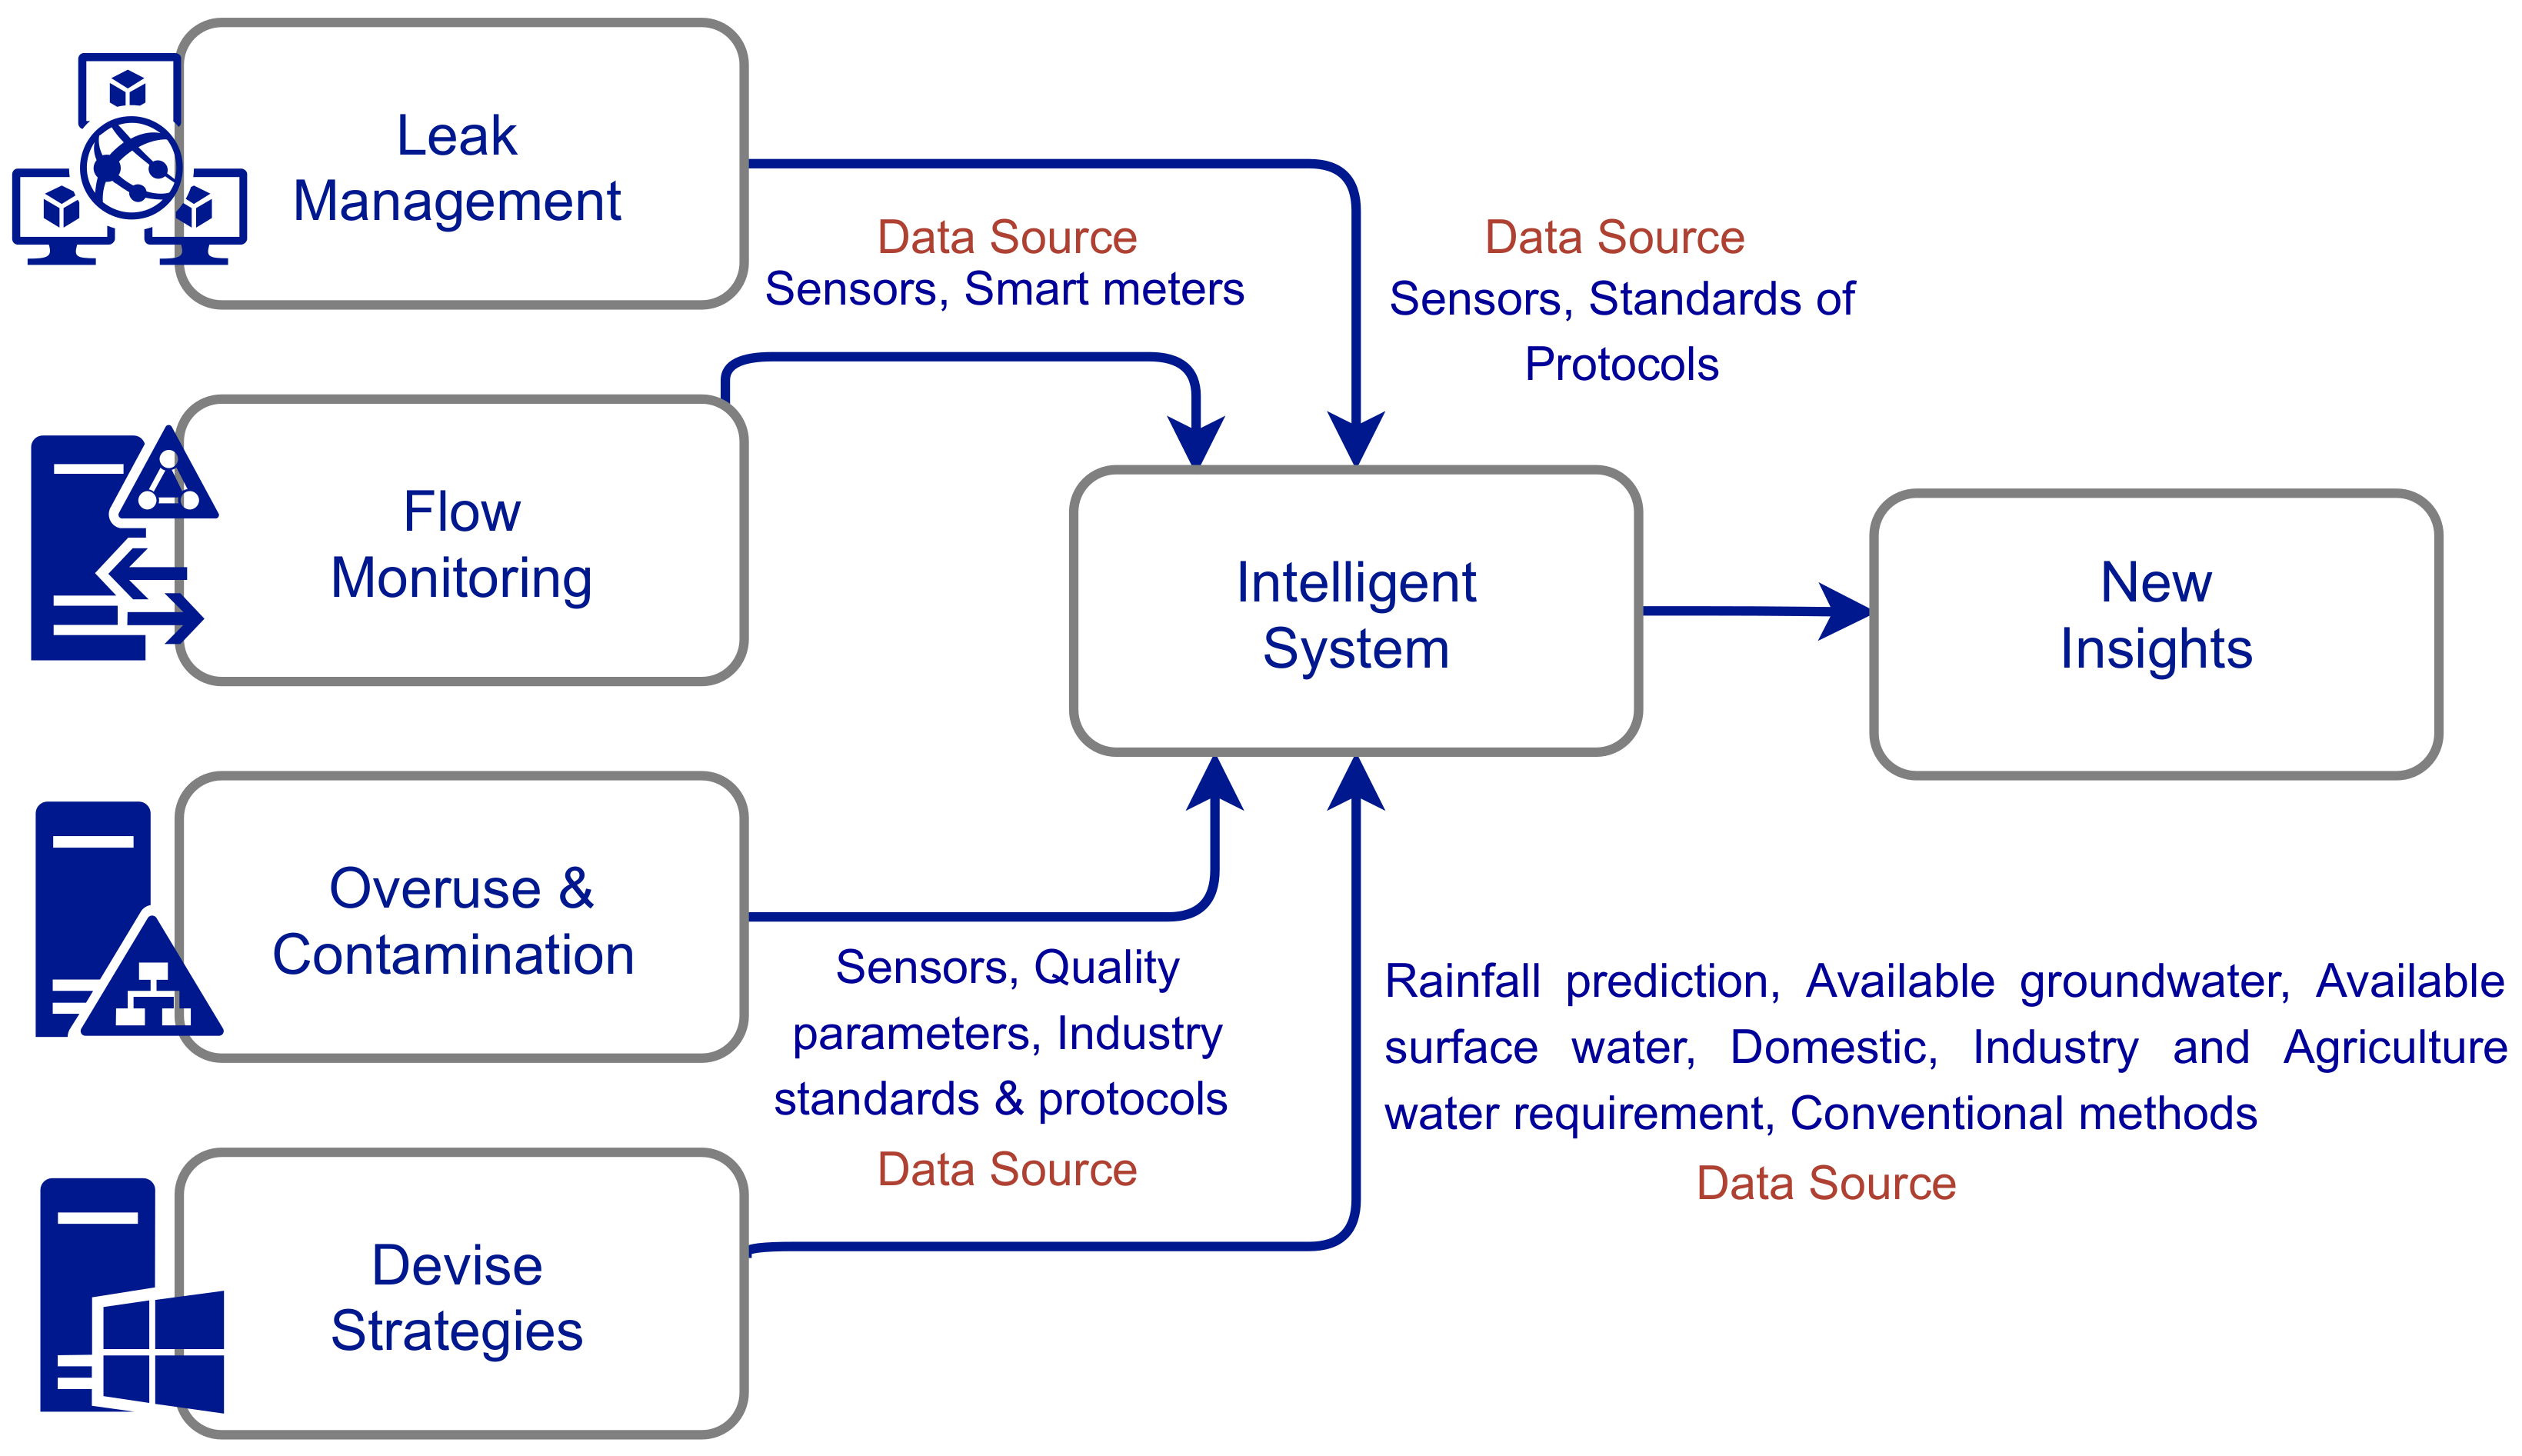 Leak
Management
Data Source
Sensors, Smart meters
Data Source
Sensors, Standards of
Protocols
Flow
Monitoring
Intelligent
System
New
Insights
Overuse &
Contamination
Sensors, Quality
parameters, Industry
standards & protocols
Data Source
Rainfall prediction, Available groundwater, Available
surface water, Domestic, Industry and Agriculture
water requirement, Conventional methods
Data Source
Devise
Strategies